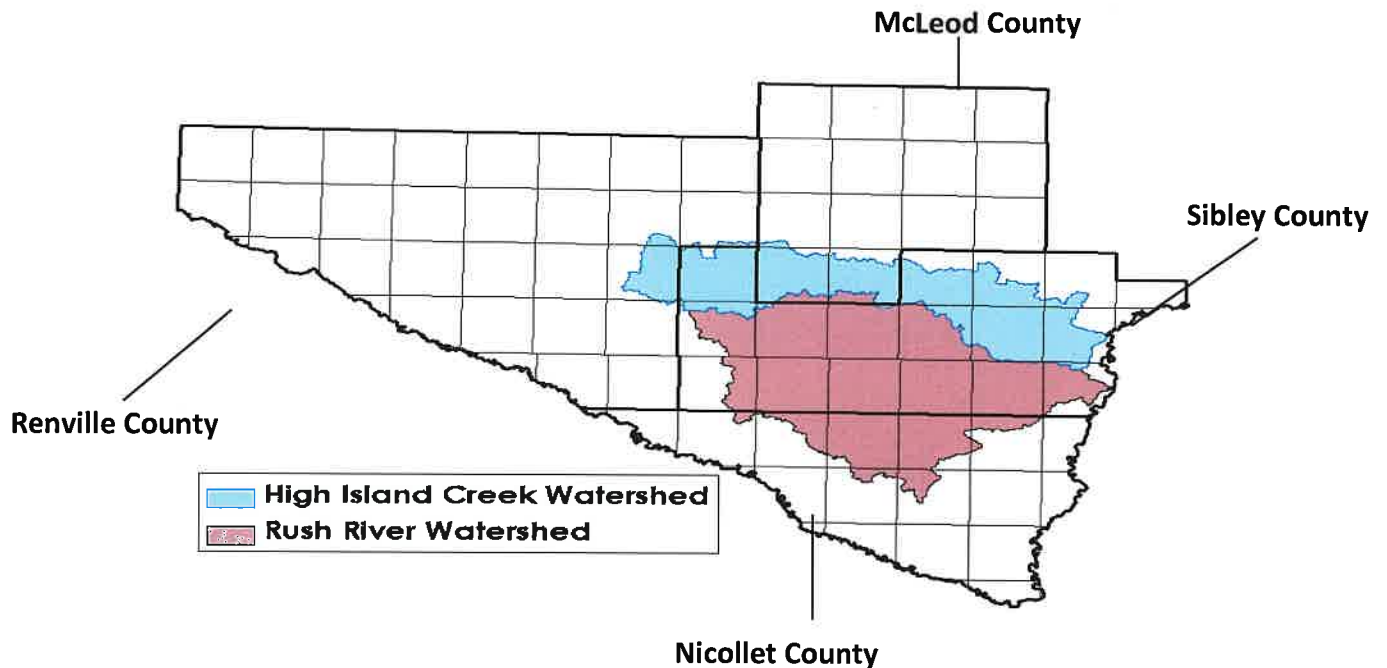 McLeod County
Sibley County
Renville County
High Island Creek Watershed
Rush River Watershed
Nicollet County